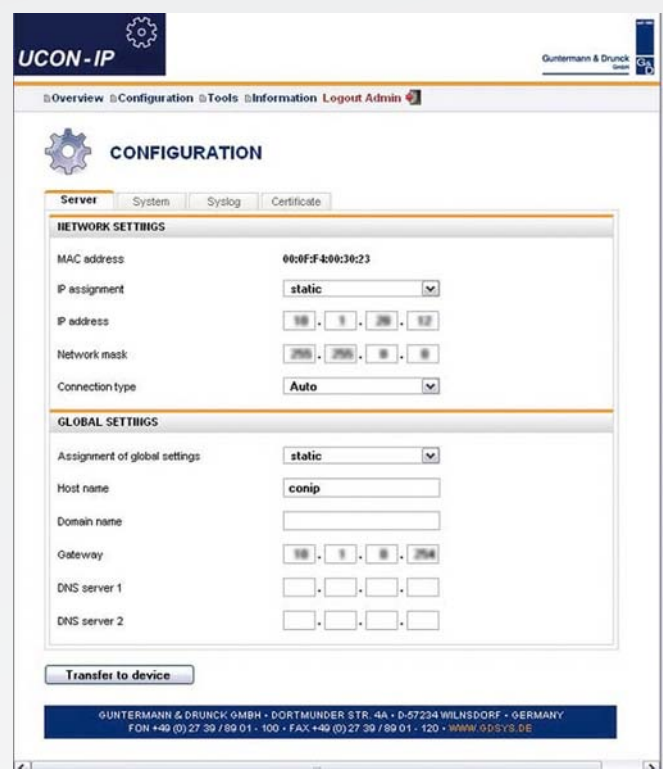 UCON-IP
Guntermann & Drunck
GmbH
G&D
Overview Configuration Tools Information Logout Admin
CONFIGURATION
Server System Syslog Certificate
NETWORK SETTINGS
MAC address 00:0F:F4:00:30:23
IP assignment static
IP address
Network mask
Connection type Auto
GLOBAL SETTINGS
Assignment of global settings static
Host name conip
Domain name
Gateway
DNS server 1
DNS server 2
Transfer to device
GUNTERMANN & DRUNCK GMBH • DORTMUNDER STR. 4A • D-57234 WILNSDORF • GERMANY
FON +49 (0) 27 39 / 89 01 - 100 • FAX +49 (0) 27 39 / 89 01 - 120 • WWW.GDSYS.DE